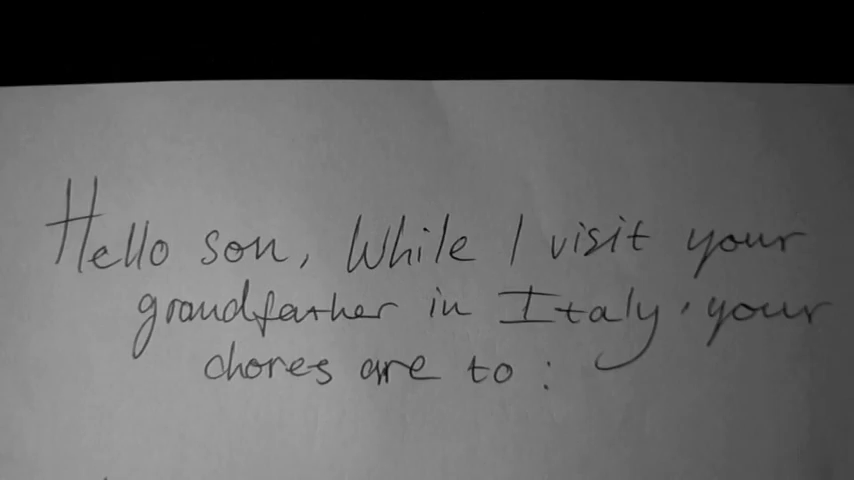 Hello son, While I visit your
grandfather in Italy, your
chores are to: